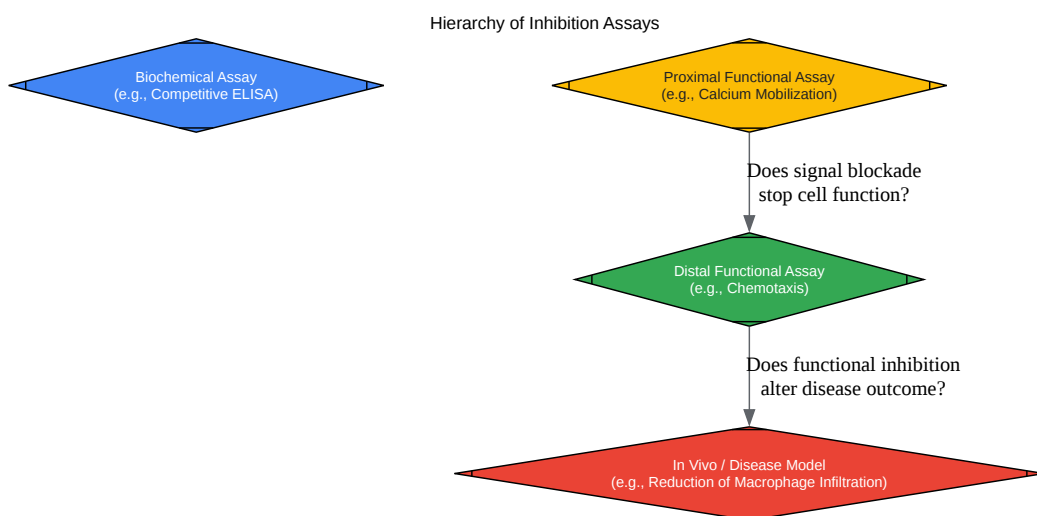 Hierarchy of Inhibition Assays
Biochemical Assay
(e.g., Competitive ELISA)
Proximal Functional Assay
(e.g., Calcium Mobilization)
Does signal blockade
stop cell function?
Distal Functional Assay
(e.g., Chemotaxis)
Does functional inhibition
alter disease outcome?
In Vivo / Disease Model
(e.g., Reduction of Macrophage Infiltration)